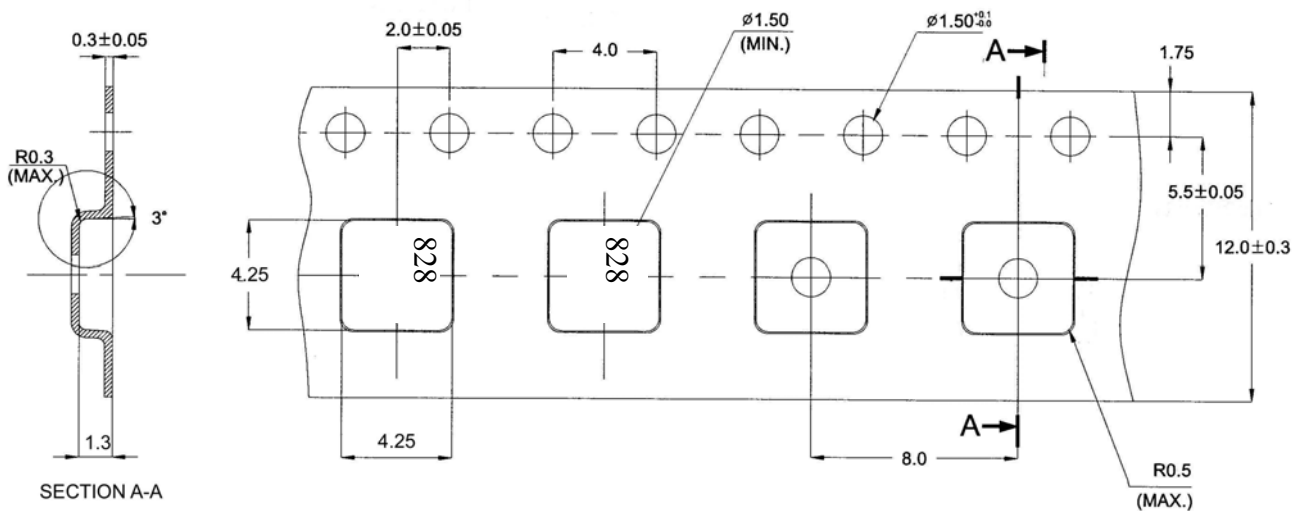 0.3±0.05
2.0±0.05
4.0
ø1.50
(MIN.)
ø1.50 +0.1 -0.0
A
1.75
R0.3
(MAX.)
3°
5.5±0.05
12.0±0.3
4.25
828
828
1.3
4.25
A
8.0
R0.5
(MAX.)
SECTION A-A